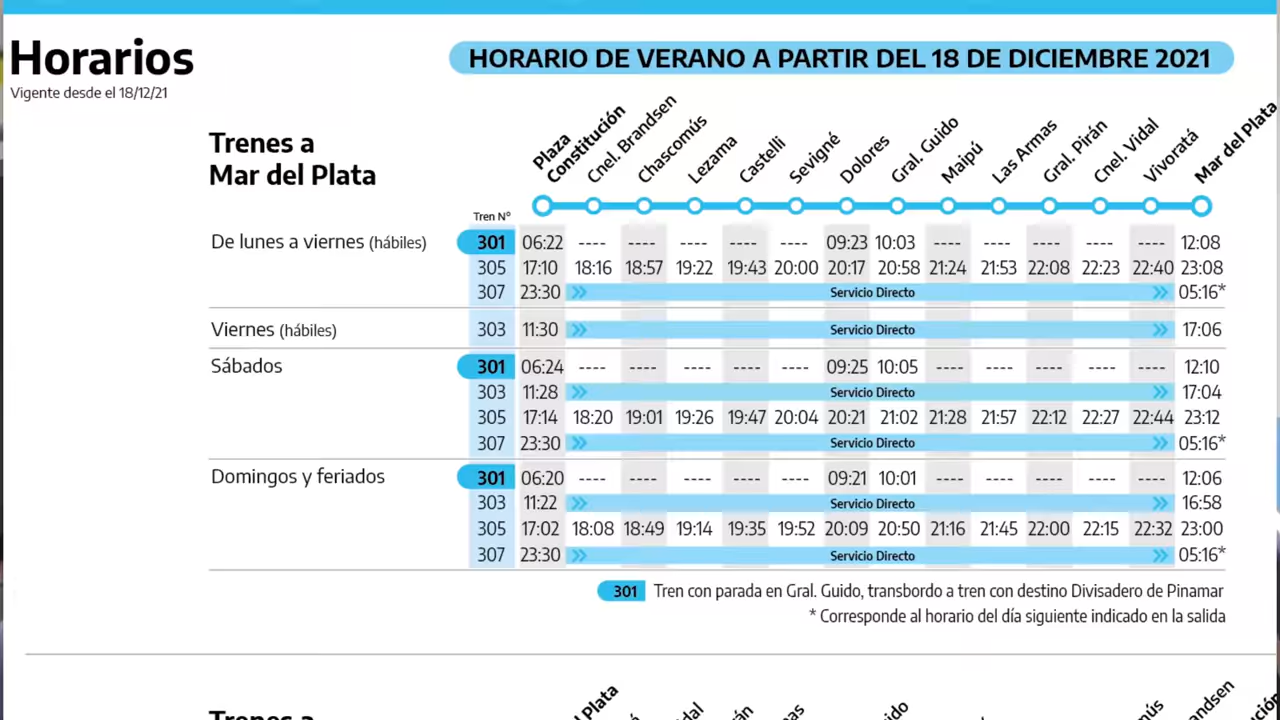 Horarios
Vigente desde el 18/12/21
HORARIO DE VERANO A PARTIR DEL 18 DE DICIEMBRE 2021
Trenes a
Mar del Plata
Tren N°
Plaza
Constitución
Cnel. Brandsen
Chascomús
Lezama
Castelli
Sevigné
Dolores
Gral. Guido
Maipú
Las Armas
Gral. Pirán
Cnel. Vidal
Vivoratá
Mar del Plata
De lunes a viernes (hábiles) 301 06:22 ---- ---- ---- ---- ---- 09:23 10:03 ---- ---- ---- ---- ---- 12:08
305 17:10 18:16 18:57 19:22 19:43 20:00 20:17 20:58 21:24 21:53 22:08 22:23 22:40 23:08
307 23:30 Servicio Directo 05:16*
Viernes (hábiles) 303 11:30 Servicio Directo 17:06
Sábados 301 06:24 ---- ---- ---- ---- ---- 09:25 10:05 ---- ---- ---- ---- ---- 12:10
303 11:28 Servicio Directo 17:04
305 17:14 18:20 19:01 19:26 19:47 20:04 20:21 21:02 21:28 21:57 22:12 22:27 22:44 23:12
307 23:30 Servicio Directo 05:16*
Domingos y feriados 301 06:20 ---- ---- ---- ---- ---- 09:21 10:01 ---- ---- ---- ---- ---- 12:06
303 11:22 Servicio Directo 16:58
305 17:02 18:08 18:49 19:14 19:35 19:52 20:09 20:50 21:16 21:45 22:00 22:15 22:32 23:00
307 23:30 Servicio Directo 05:16*
301 Tren con parada en Gral. Guido, transbordo a tren con destino Divisadero de Pinamar
* Corresponde al horario del día siguiente indicado en la salida
Trenes a